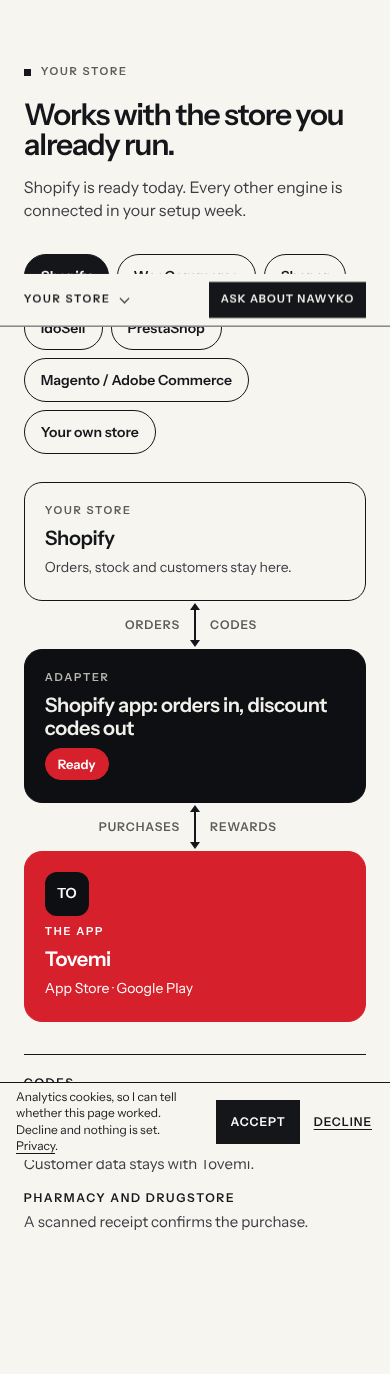 YOUR STORE
Works with the store you
already run.
Shopify is ready today. Every other engine is
connected in your setup week.
YOUR STORE
ASK ABOUT NAWYKO
IdoSell
PrestaShop
Magento / Adobe Commerce
Your own store
YOUR STORE
Shopify
Orders, stock and customers stay here.
ORDERS
CODES
ADAPTER
Shopify app: orders in, discount
codes out
Ready
PURCHASES
REWARDS
TO
THE APP
Tovemi
App Store · Google Play
Analytics cookies, so I can tell
whether this page worked.
Decline and nothing is set.
Privacy.
ACCEPT
DECLINE
Customer data stays with Tovemi.
PHARMACY AND DRUGSTORE
A scanned receipt confirms the purchase.